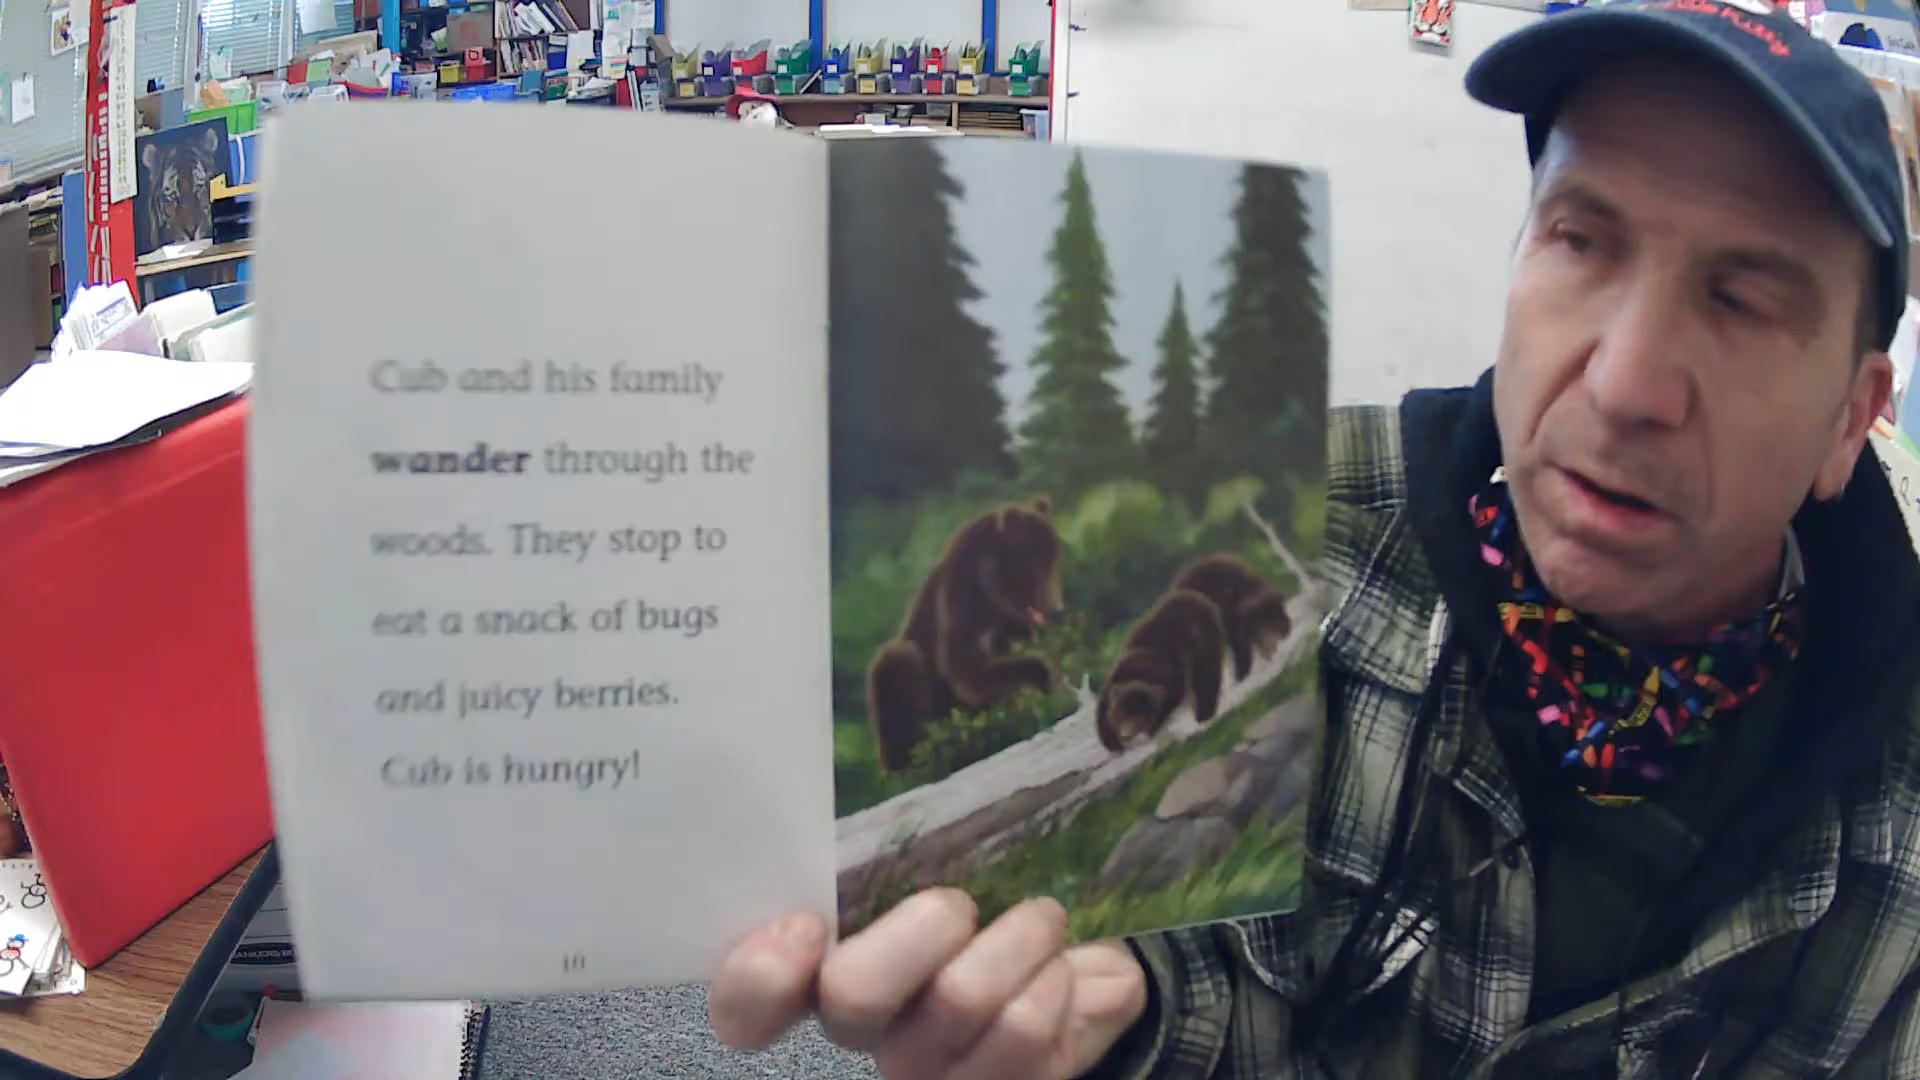 Cub and his family
wander through the
woods. They stop to
eat a snack of bugs
and juicy berries.
Cub is hungry!
10